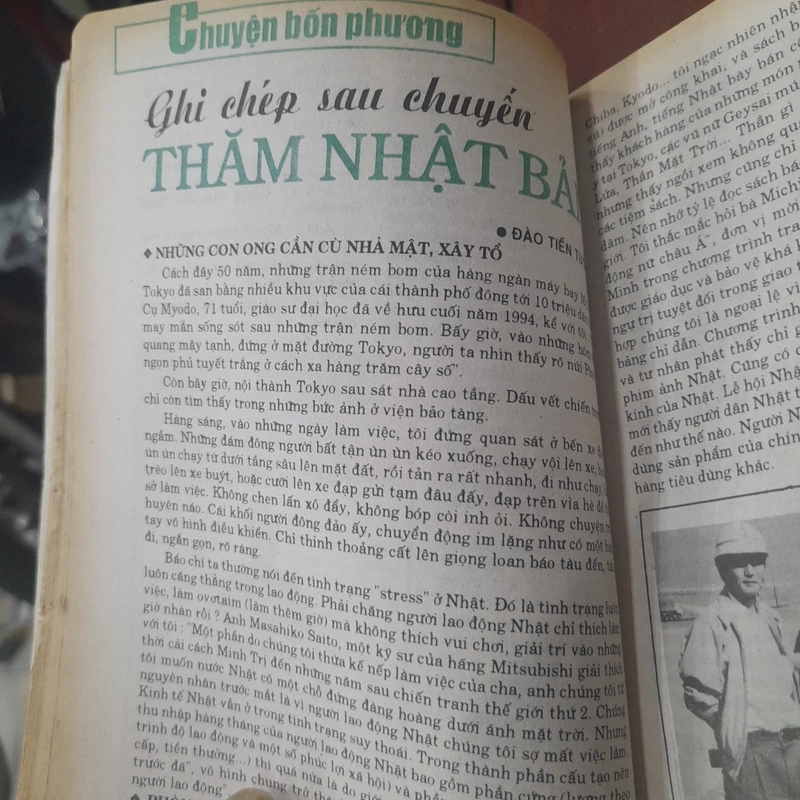 Chuyện bốn phương
Ghi chép sau chuyến
THĂM NHẬT
● ĐÀO TIẾN
♦ NHỮNG CON ONG CẦN CÙ NHẢ MẬT, XÂY TỔ
Cách đây 50 năm, những trận ném bom của hàng ngàn máy bay
Tokyo đã san bằng nhiều khu vực của cái thành phố đông tới 10 triệu
Cụ Myodo, 71 tuổi, giáo sư đại học đã về hưu cuối năm 1994, kể với
may mắn sống sót sau những trận ném bom. Bấy giờ, vào những
quang mây tạnh, đứng ở mặt đường Tokyo, người ta nhìn thấy rõ núi
ngọn phủ tuyết trắng ở cách xa hàng trăm cây số".
Còn bây giờ, nội thành Tokyo sau sát nhà cao tầng. Dấu vết chiến
chỉ còn tìm thấy trong những bức ảnh ở viện bảo tàng.
Hàng sáng, vào những ngày làm việc, tôi đứng quan sát ở bến xe
ngầm. Những đám đông người bất tận ùn ùn kéo xuống, chạy vội lên xe,
ùn ùn chạy từ dưới tầng sâu lên mặt đất, rồi tản ra rất nhanh, đi như chạy,
trèo lên xe buýt, hoặc cưỡi lên xe đạp gửi tạm đâu đấy, đạp trên vỉa hè để
sở làm việc. Không chen lấn xô đẩy, không bóp còi inh ỏi. Không chuyện
huyên náo. Cái khối người đông đảo ấy, chuyển động im lặng như có một
tay vô hình điều khiển. Chỉ thỉnh thoảng cất lên giọng loan báo tàu đến,
đi, ngắn gọn, rõ ràng.
Báo chí ta thường nói đến tình trạng "stress" ở Nhật. Đó là tình trạng
luôn căng thẳng trong lao động. Phải chăng người lao động Nhật chỉ thích làm
việc, làm ovotaim (làm thêm giờ) mà không thích vui chơi, giải trí vào những
giờ nhàn rỗi ? Anh Masahiko Saito, một kỹ sư của hãng Mitsubishi giải thích
với tôi : "Một phần do chúng tôi thừa kế nếp làm việc của cha, anh chúng tôi từ
thời cải cách Minh Trị đến những năm sau chiến tranh thế giới thứ 2. Chúng
tôi muốn nước Nhật có một chỗ đứng đàng hoàng dưới ánh mặt trời. Nhưng
nguyên nhân trước mắt là vì người lao động Nhật chúng tôi sợ mất việc làm
Kinh tế Nhật vẫn ở trong tình trạng suy thoái. Trong thành phần cấu tạo nên
thu nhập hàng tháng của người lao động Nhật bao gồm phần cứng (lương theo
trình độ lao động và một số phúc lợi xã hội) và
cấp, tiền thưởng...) thì quá nửa là do
trước đã", vô hình chung trở
người lao động"
Chiba, Kyodo... tôi ngạc nhiên
được mở công khai, và sách
tiếng Anh, tiếng Nhật bày bán
thấy khách hàng của những món
y tại Tokyo, các vũ nữ Geysai
Lửa, Thần Mặt Trời... Thần gì
nhưng thấy ngồi xem không
các tiệm sách. Nhưng cũng chỉ
dâm. Nên nhớ tỷ lệ đọc sách
giới. Tôi thắc mắc hỏi bà
động nữ châu Á", đơn vị mời
Minh trong chương trình
được giáo dục và bảo vệ khá
ngự trị tuyệt đối trong giao
hợp chúng tôi là ngoại lệ vì
bảng chỉ dẫn. Chương trình
và tư nhân phát thấy chỉ
phim ảnh Nhật. Cũng có
kinh của Nhật. Lễ hội
mới thấy người dân Nhật
đến như thế nào. Người
dùng sản phẩm của
hàng tiêu dùng khác.